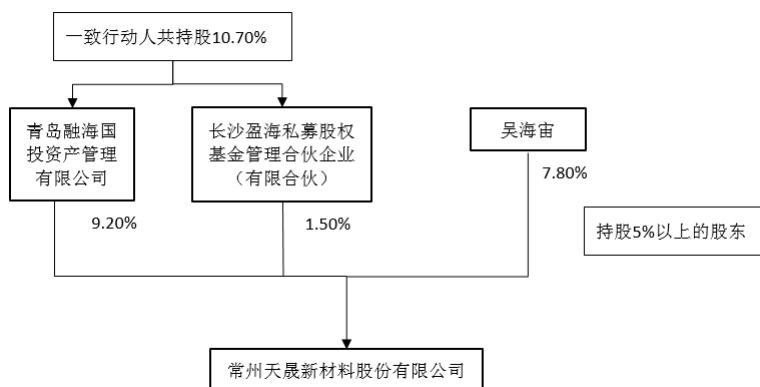 一致行动人共持股10.70%
青岛融海国
投资产管理
有限公司
长沙盈海私募股权
基金管理合伙企业
（有限合伙）
吴海宙
9.20%
1.50%
7.80%
持股5%以上的股东
常州天晟新材料股份有限公司